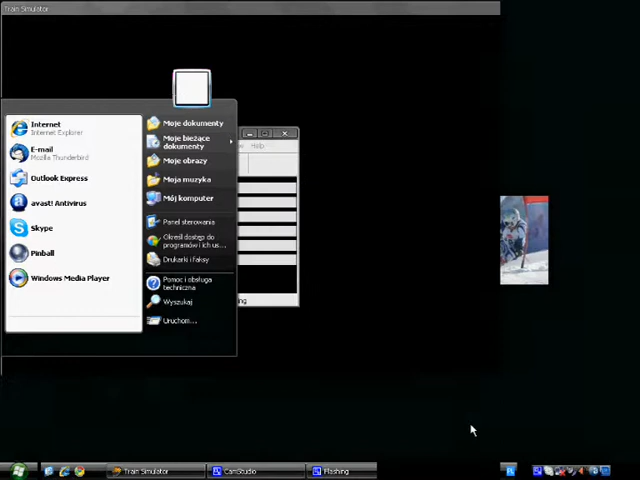 Train Simulator
Internet
Internet Explorer
E-mail
Mozilla Thunderbird
Outlook Express
avast! Antivirus
Skype
Pinball
Windows Media Player
Moje dokumenty
Moje bieżące
dokumenty
Moje obrazy
Moja muzyka
Mój komputer
Panel sterowania
Określ dostęp do
programów i ich us...
Drukarki i faksy
Pomoc i obsługa
techniczna
Wyszukaj
Uruchom...
Help
ng
Train Simulator
CamStudio
Flashing